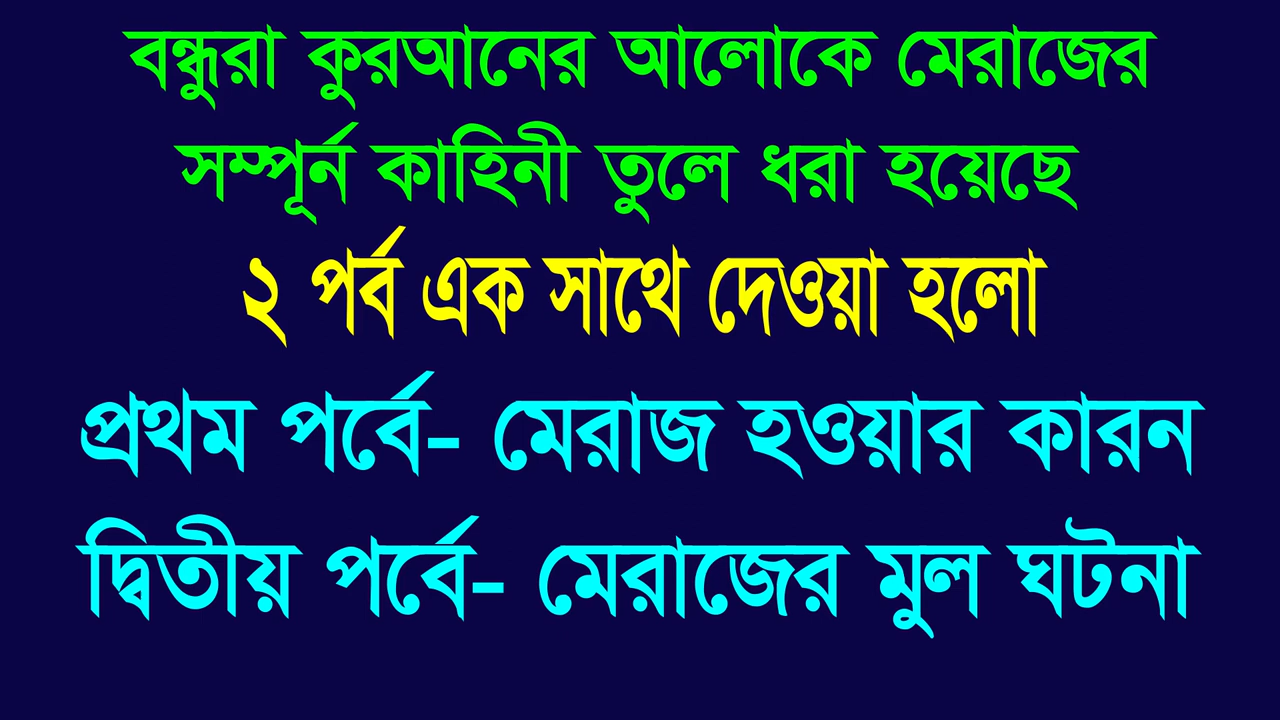 বন্ধুরা কুরআনের আলোকে মেরাজের
সম্পূর্ন কাহিনী তুলে ধরা হয়েছে
২ পর্ব এক সাথে দেওয়া হলো
প্রথম পর্বে- মেরাজ হওয়ার কারন
দ্বিতীয় পর্বে- মেরাজের মুল ঘটনা